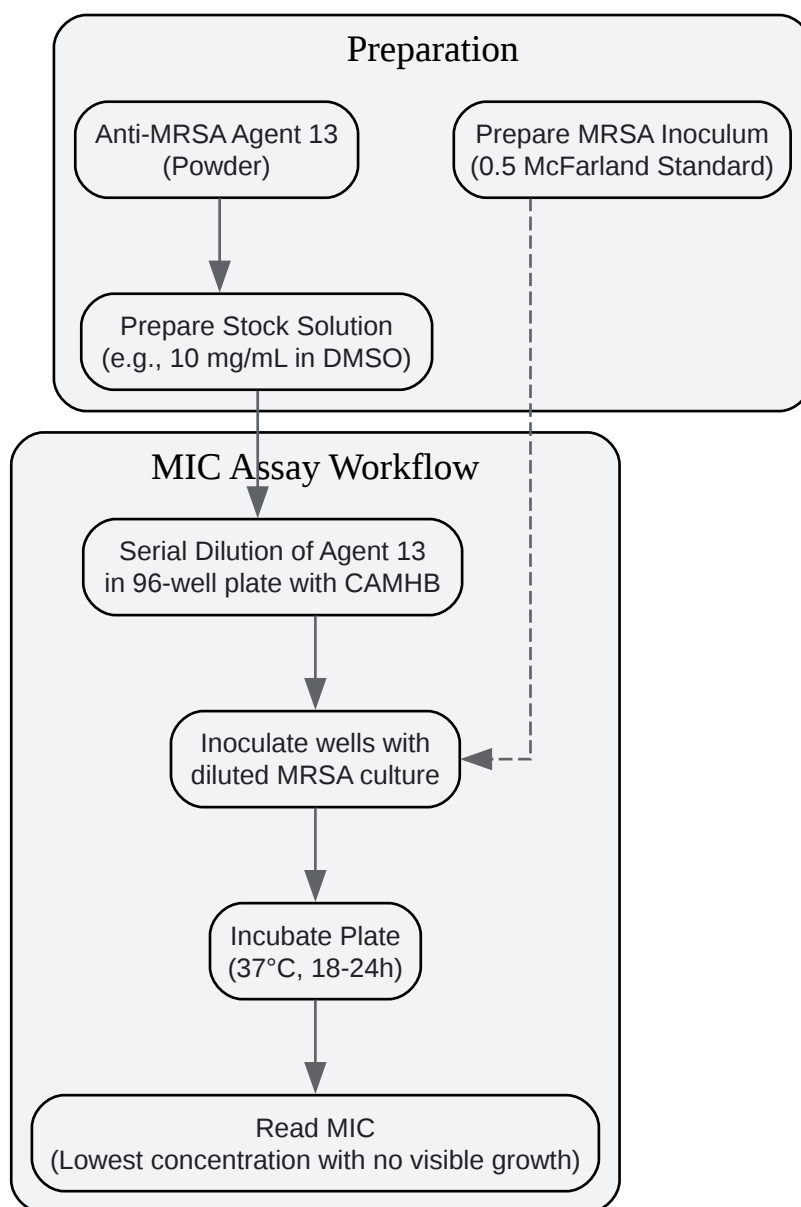 Preparation
Anti-MRSA Agent 13
(Powder)
Prepare MRSA Inoculum
(0.5 McFarland Standard)
Prepare Stock Solution
(e.g., 10 mg/mL in DMSO)
MIC Assay Workflow
Serial Dilution of Agent 13
in 96-well plate with CAMHB
Inoculate wells with
diluted MRSA culture
Incubate Plate
(37°C, 18-24h)
Read MIC
(Lowest concentration with no visible growth)